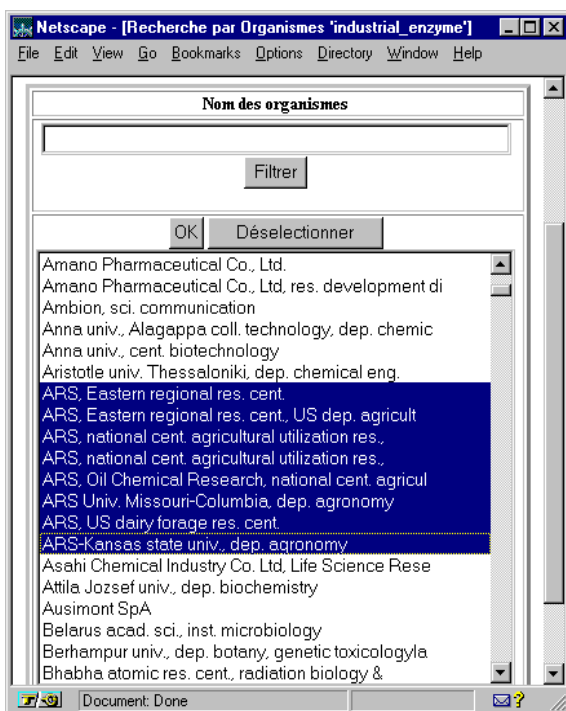 Netscape - [Recherche par Organismes 'industrial_enzyme']
File Edit View Go Bookmarks Options Directory Window Help
Nom des organismes
Filtrer
OK Déselectionner
Amano Pharmaceutical Co., Ltd.
Amano Pharmaceutical Co., Ltd, res. development di
Ambion, sci. communication
Anna univ., Alagappa coll. technology, dep. chemic
Anna univ., cent. biotechnology
Aristotle univ. Thessaloniki, dep. chemical eng.
ARS, Eastern regional res. cent.
ARS, Eastern regional res. cent., US dep. agricult
ARS, national cent. agricultural utilization res.,
ARS, national cent. agricultural utilization res.,
ARS, Oil Chemical Research, national cent. agricul
ARS Univ. Missouri-Columbia, dep. agronomy
ARS, US dairy forage res. cent.
ARS-Kansas state univ., dep. agronomy
Asahi Chemical Industry Co. Ltd, Life Science Rese
Attila Jozsef univ., dep. biochemistry
Ausimont SpA
Belarus acad. sci., inst. microbiology
Berhampur univ., dep. botany, genetic toxicologyla
Bhabha atomic res. cent., radiation biology &
Document: Done